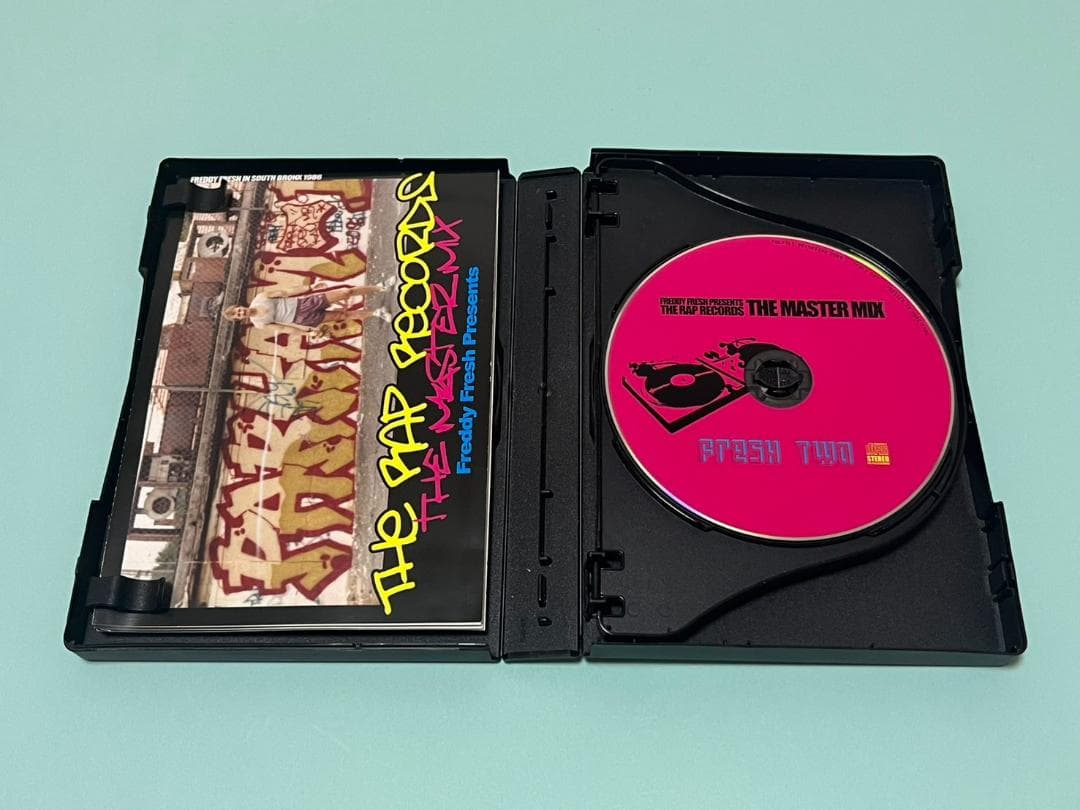 FREDDY FRESH IN SOUTH BRONX 1986
THE RAP RECORDS
THE MASTER MIX
Freddy Fresh Presents
FREDDY FRESH PRESENTS
THE RAP RECORDS THE MASTER MIX
FRESH TWO
STEREO